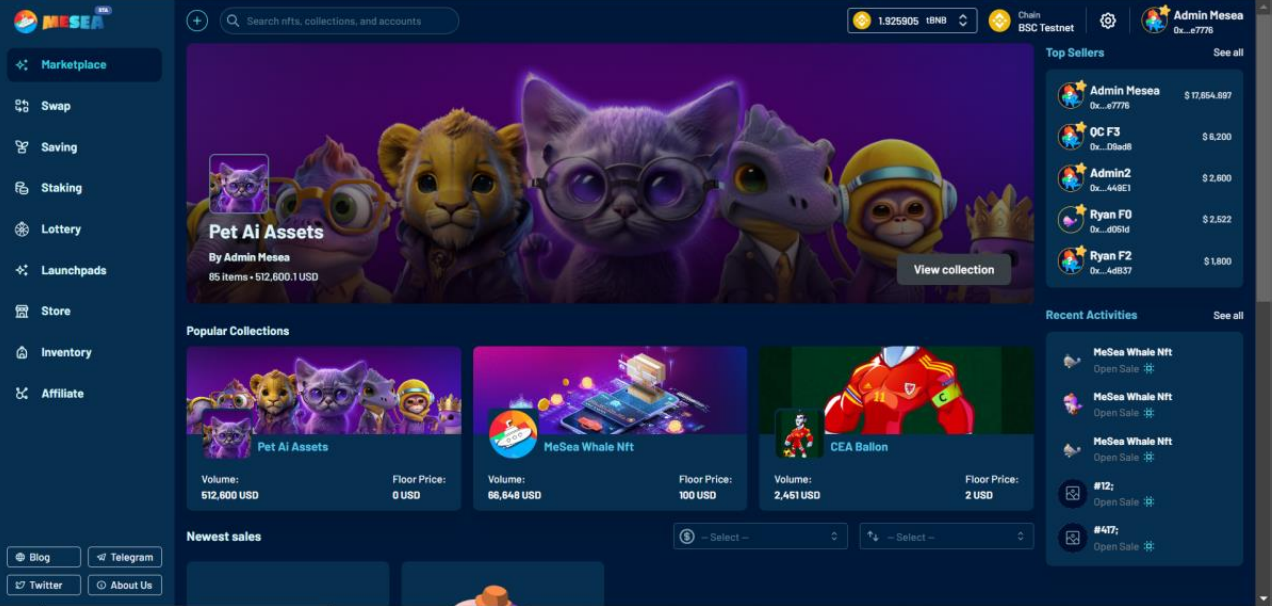 MESEA BETA
Marketplace
Swap
Saving
Staking
Lottery
Launchpads
Store
Inventory
Affiliate
Blog
Telegram
Twitter
About Us
Search nfts, collections, and accounts
1.925905 tBNB
Chain
BSC Testnet
Admin Mesea
0x...e7776
Pet Ai Assets
By Admin Mesea
85 items • 512,600.1 USD
View collection
Popular Collections
Pet Ai Assets
Volume: Floor Price:
512,600 USD 0 USD
MeSea Whale Nft
Volume: Floor Price:
66,648 USD 100 USD
11
C
CEA Ballon
Volume: Floor Price:
2,451 USD 2 USD
Newest sales
– Select –
– Select –
Top Sellers See all
Admin Mesea
0x...e7776
$ 17,654.697
QC F3
0x...D9ad8
$ 6,200
Admin2
0x...449E1
$ 2,600
Ryan F0
0x...d051d
$ 2,522
Ryan F2
0x...4dB37
$ 1,800
Recent Activities See all
MeSea Whale Nft
Open Sale
MeSea Whale Nft
Open Sale
MeSea Whale Nft
Open Sale
#12;
Open Sale
#417;
Open Sale